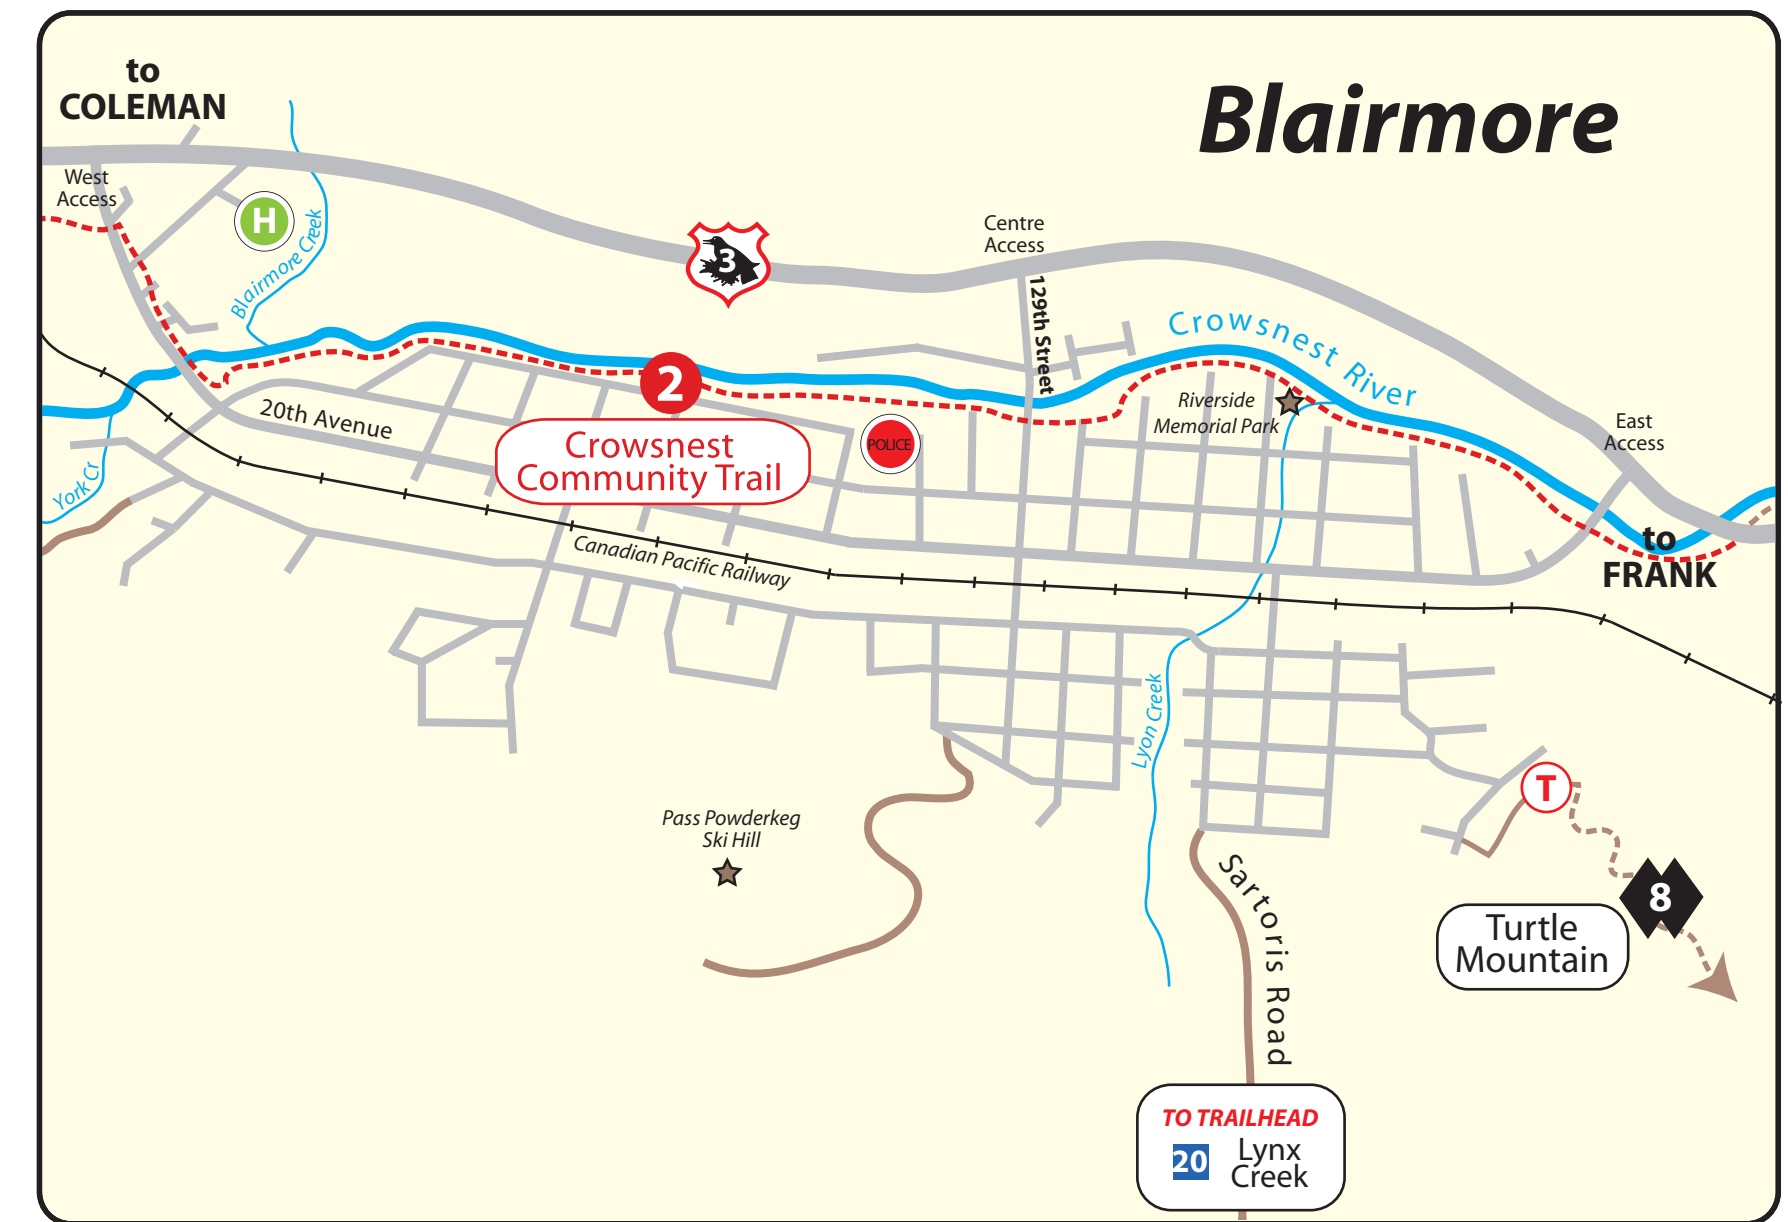 to
COLEMAN
Blairmore
West
Access
H
Blairmore Creek
3
Centre
Access
129th Street
Crowsnest River
2
Crowsnest
Community Trail
20th Avenue
POLICE
Riverside
Memorial Park
East
Access
to
FRANK
York Cr
Canadian Pacific Railway
Lyon Creek
T
Pass Powderkeg
Ski Hill
8
Turtle
Mountain
Sartoris Road
TO TRAILHEAD
20
Lynx
Creek